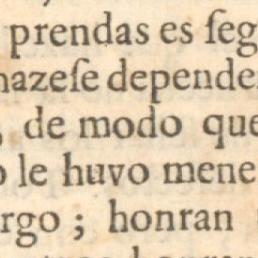 prendas es ſeg
hazeſe depende
, de modo que
o le huvo mene
rgo ; honran